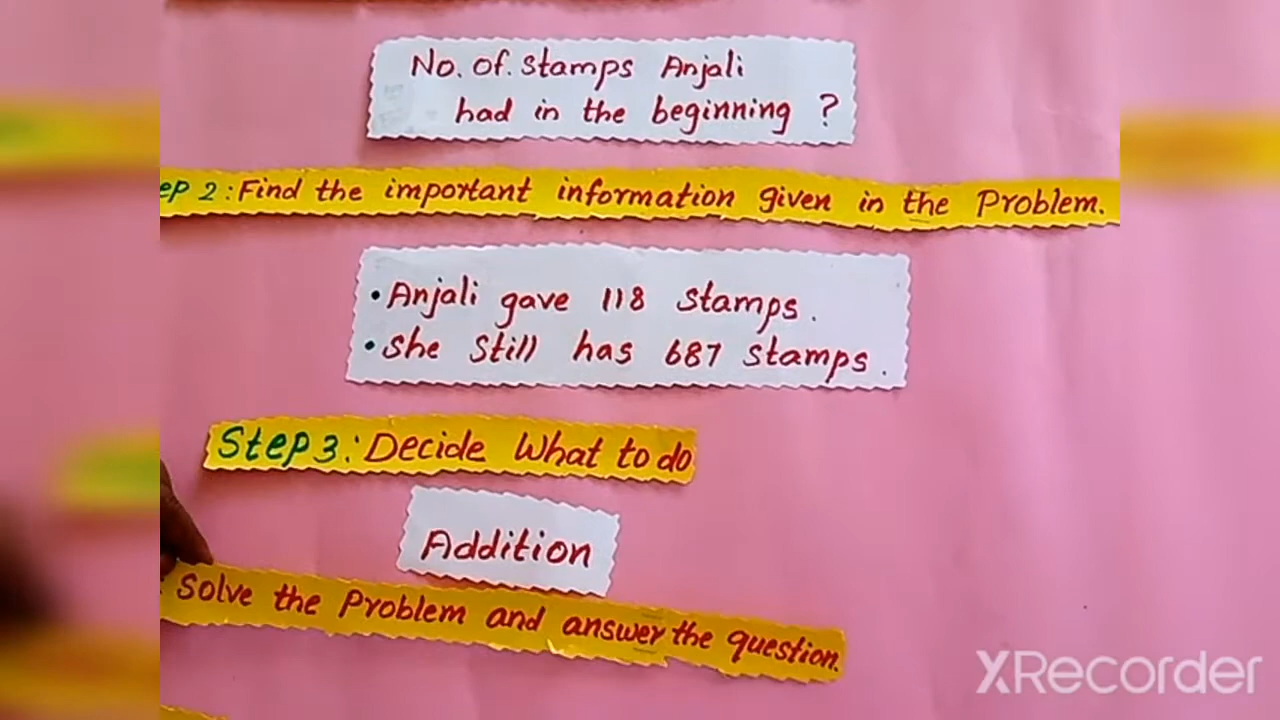 No. of. Stamps Anjali
had in the beginning ?
ep 2 : Find the important information given in the Problem.
• Anjali gave 118 Stamps.
• She Still has 687 Stamps.
Step 3 : Decide What to do
Addition
Solve the Problem and answer the question.
XRecorder